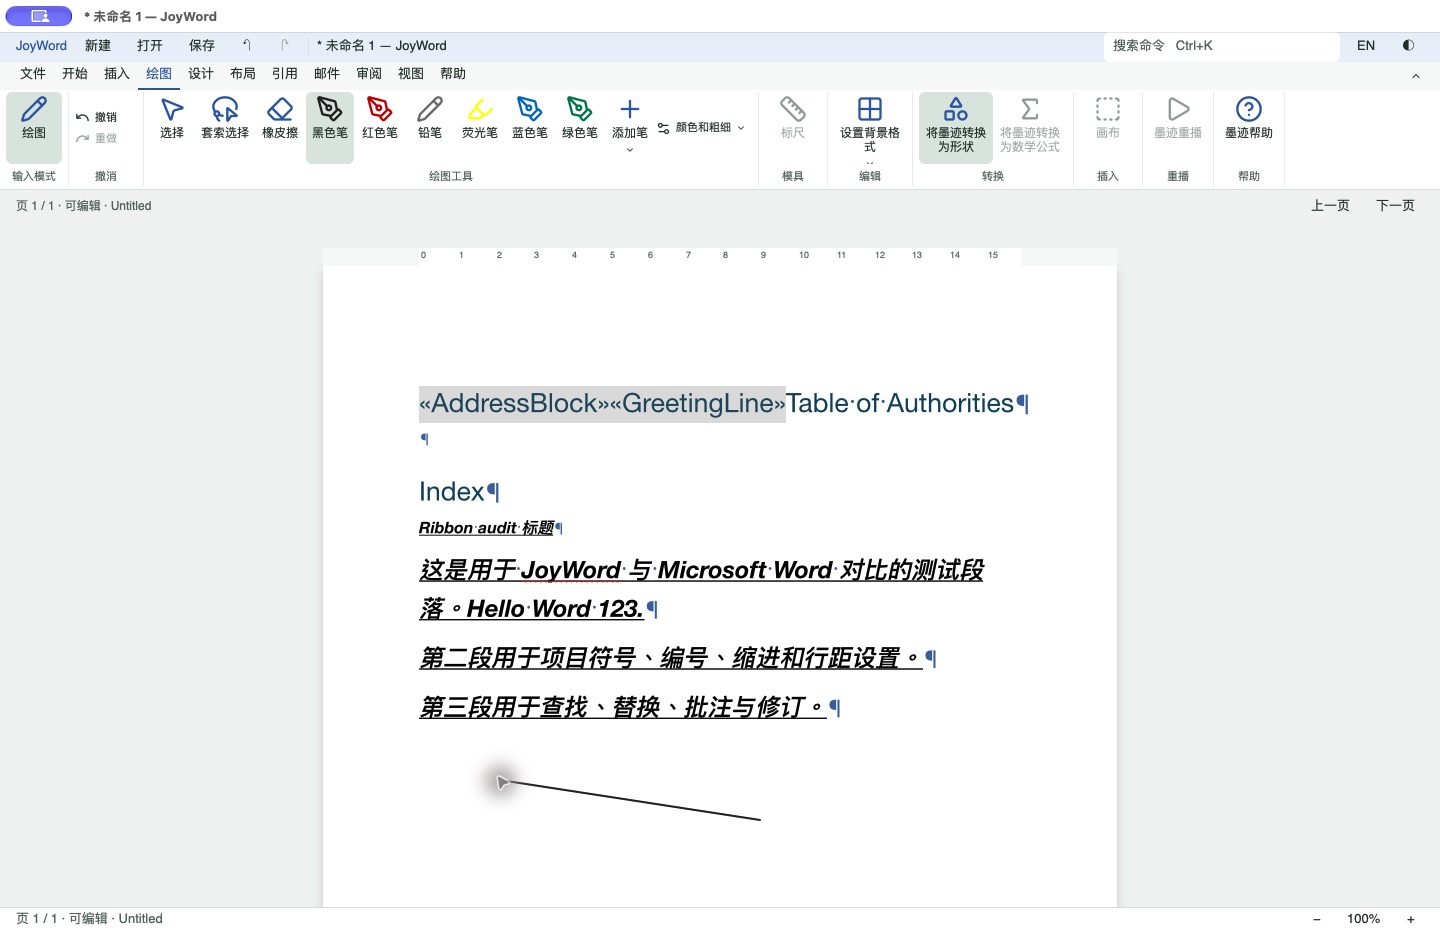 * 未命名 1 — JoyWord
JoyWord 新建 打开 保存 * 未命名 1 — JoyWord 搜索命令 Ctrl+K EN
文件 开始 插入 绘图 设计 布局 引用 邮件 审阅 视图 帮助
绘图 撤销 重做 选择 套索选择 橡皮擦 黑色笔 红色笔 铅笔 荧光笔 蓝色笔 绿色笔 添加笔 颜色和粗细 标尺 设置背景格式 将墨迹转换为形状 将墨迹转换为数学公式 画布 墨迹重播 墨迹帮助
输入模式 撤消 绘图工具 模具 编辑 转换 插入 重播 帮助
页 1 / 1 · 可编辑 · Untitled 上一页 下一页
0 1 2 3 4 5 6 7 8 9 10 11 12 13 14 15
«AddressBlock»«GreetingLine»Table·of·Authorities¶
¶
Index¶
Ribbon·audit·标题¶
这是用于·JoyWord·与·Microsoft·Word·对比的测试段
落。Hello·Word·123.¶
第二段用于项目符号、编号、缩进和行距设置。¶
第三段用于查找、替换、批注与修订。¶
页 1 / 1 · 可编辑 · Untitled − 100% +